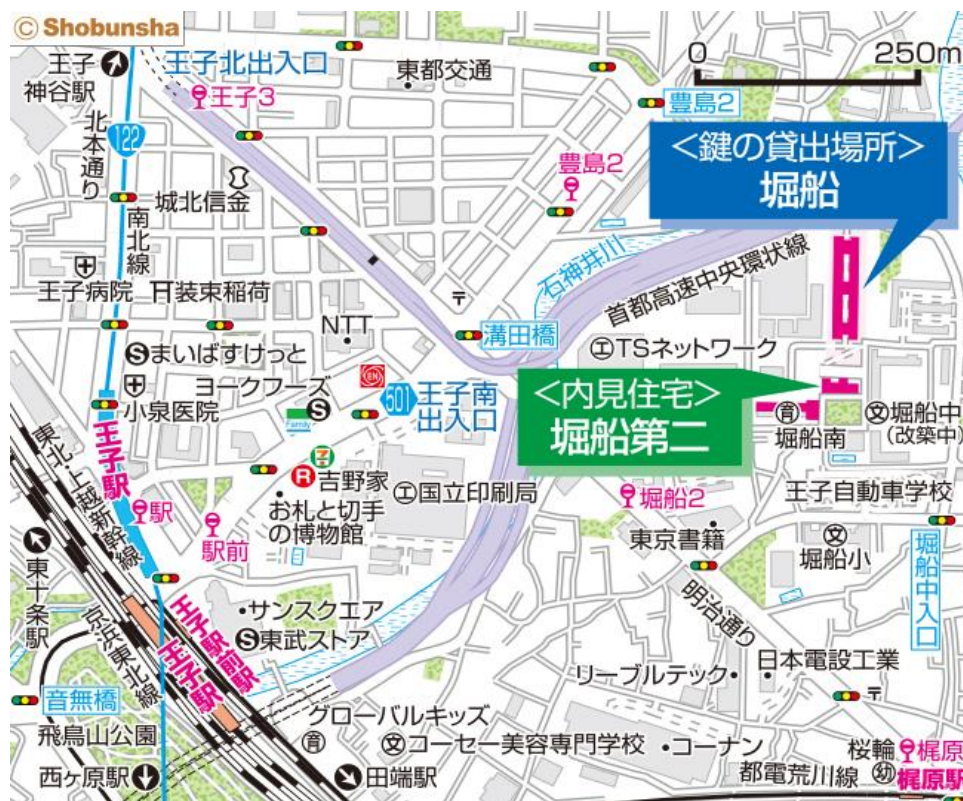 © Shobunsha
0
250m
王子
神谷駅
王子北出入口
王子3
東都交通
豊島2
122
北本通り
豊島2
<鍵の貸出場所>
堀船
城北信金
南北線
石神井川
首都高速中央環状線
王子病院
装束稲荷
NTT
溝田橋
TSネットワーク
まいばすけっと
ヨークフーズ
小泉医院
EN
501
王子南
出入口
Family
<内見住宅>
堀船第二
育
堀船南
文
堀船中
(改築中)
東北・上越新幹線
王子駅
駅
駅前
R
吉野家
お札と切手
の博物館
工
国立印刷局
堀船2
王子自動車学校
東京書籍
文
堀船小
堀船中入口
東十条駅
京浜東北線
王子駅
王子駅前駅
サンスクエア
S
東武ストア
明治通り
リーブルテック
日本電設工業
音無橋
飛鳥山公園
グローバルキッズ
育
文
コーセー美容専門学校
コーナン
桜輪
梶原
西ヶ原駅
田端駅
都電荒川線
幼
梶原駅